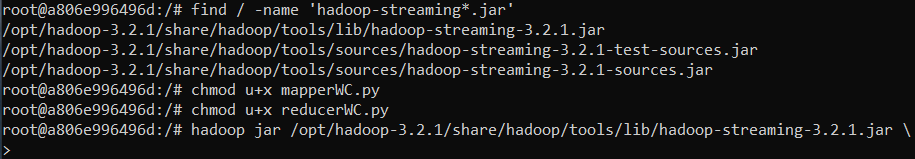 root@a806e996496d:/# find / -name 'hadoop-streaming*.jar'
/opt/hadoop-3.2.1/share/hadoop/tools/lib/hadoop-streaming-3.2.1.jar
/opt/hadoop-3.2.1/share/hadoop/tools/sources/hadoop-streaming-3.2.1-test-sources.jar
/opt/hadoop-3.2.1/share/hadoop/tools/sources/hadoop-streaming-3.2.1-sources.jar
root@a806e996496d:/# chmod u+x mapperWC.py
root@a806e996496d:/# chmod u+x reducerWC.py
root@a806e996496d:/# hadoop jar /opt/hadoop-3.2.1/share/hadoop/tools/lib/hadoop-streaming-3.2.1.jar \
>